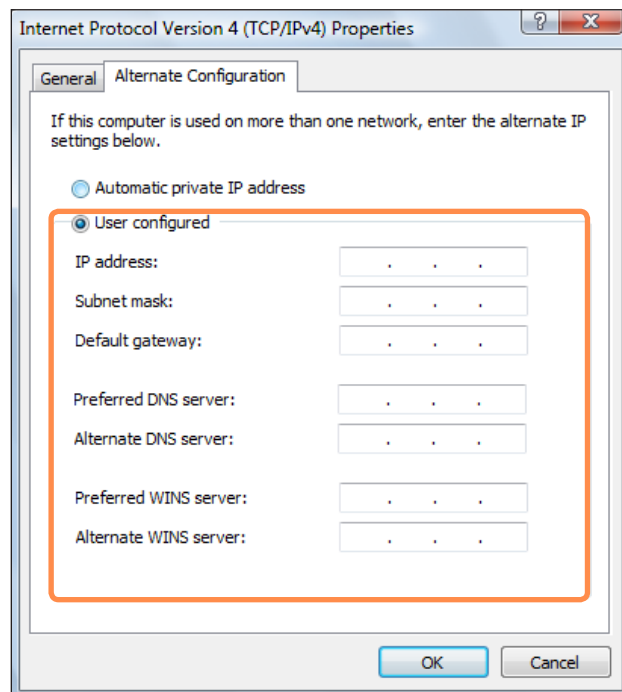 Internet Protocol Version 4 (TCP/IPv4) Properties
? X
General Alternate Configuration
If this computer is used on more than one network, enter the alternate IP
settings below.
Automatic private IP address
User configured
IP address: . . .
Subnet mask: . . .
Default gateway: . . .
Preferred DNS server: . . .
Alternate DNS server: . . .
Preferred WINS server: . . .
Alternate WINS server: . . .
OK Cancel